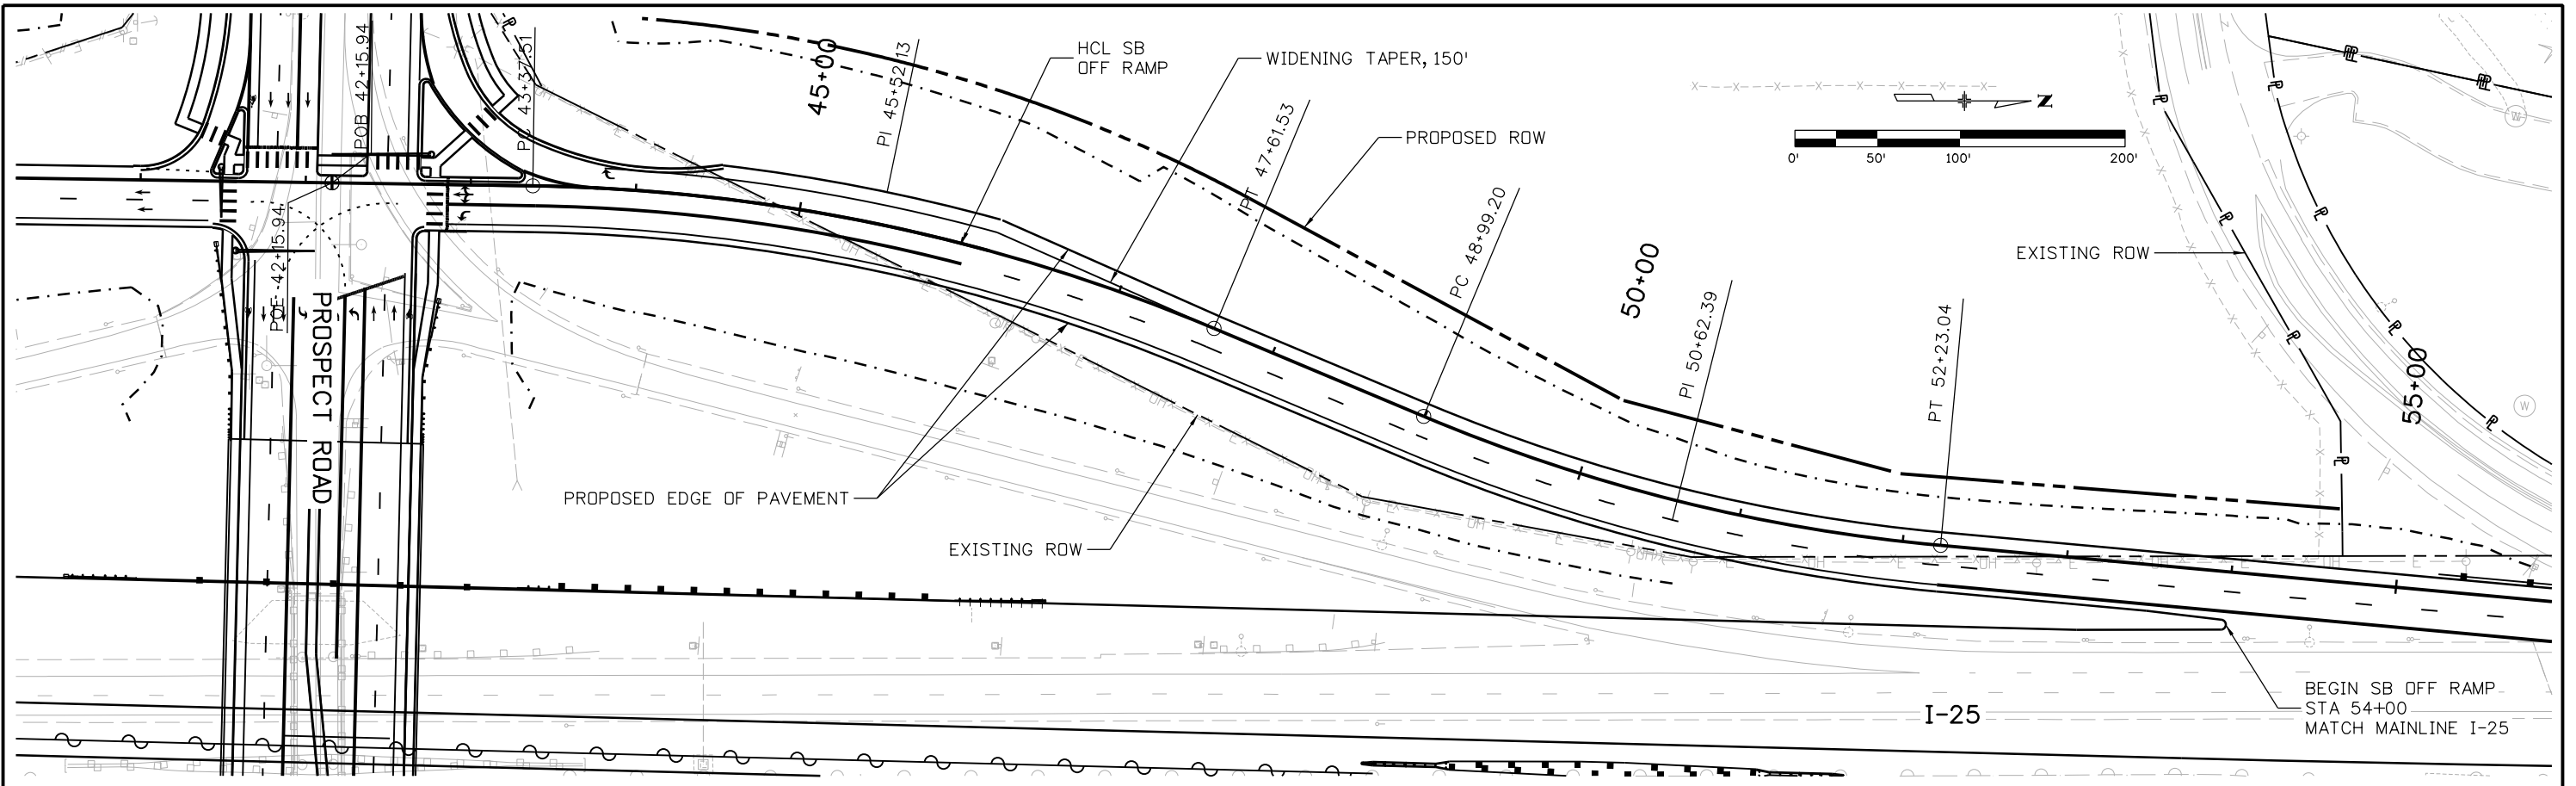 POB 42+15.94
POE 42+15.94
PC 43+37.51
45+00
PI 45+52.13
HCL SB
OFF RAMP
WIDENING TAPER, 150'
PT 47+61.53
PROPOSED ROW
PC 48+99.20
50+00
PI 50+62.39
PT 52+23.04
N
0' 50' 100' 200'
EXISTING ROW
55+00
PROSPECT ROAD
PROPOSED EDGE OF PAVEMENT
EXISTING ROW
I-25
BEGIN SB OFF RAMP
STA 54+00
MATCH MAINLINE I-25